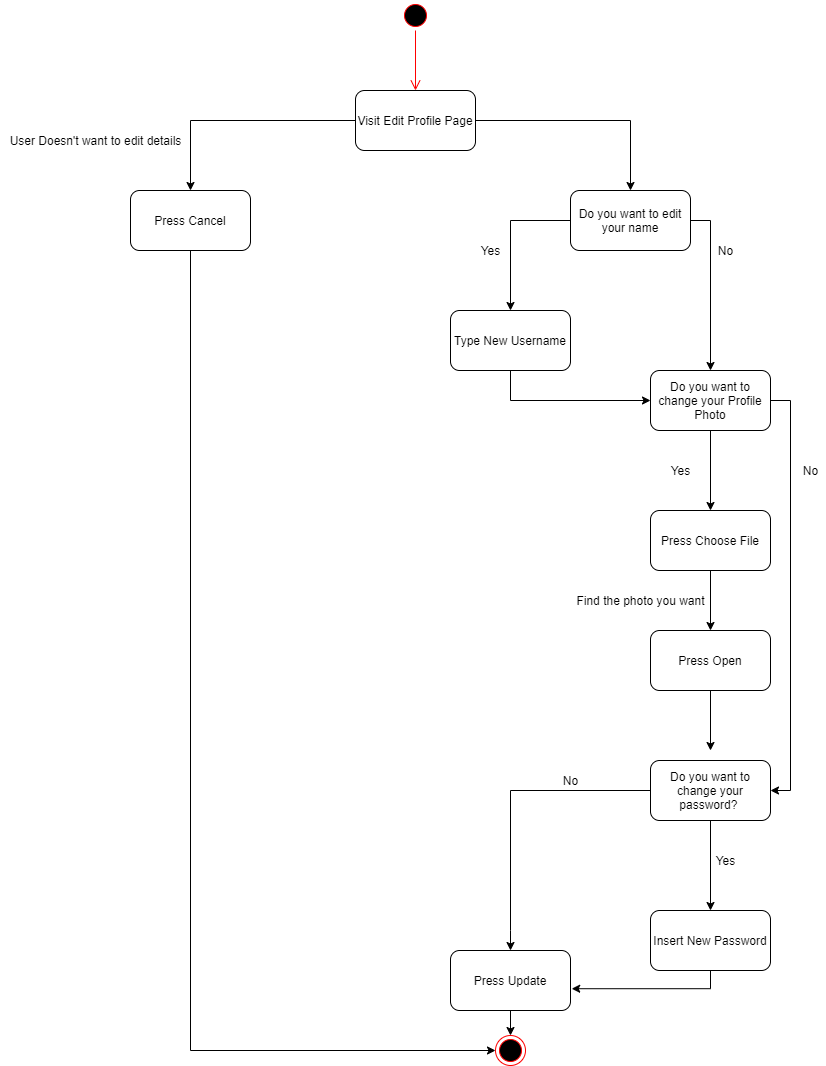 Visit Edit Profile Page
User Doesn't want to edit details
Press Cancel
Do you want to edit
your name
Yes
No
Type New Username
Do you want to
change your Profile
Photo
Yes
No
Press Choose File
Find the photo you want
Press Open
Do you want to
change your
password?
No
Yes
Insert New Password
Press Update